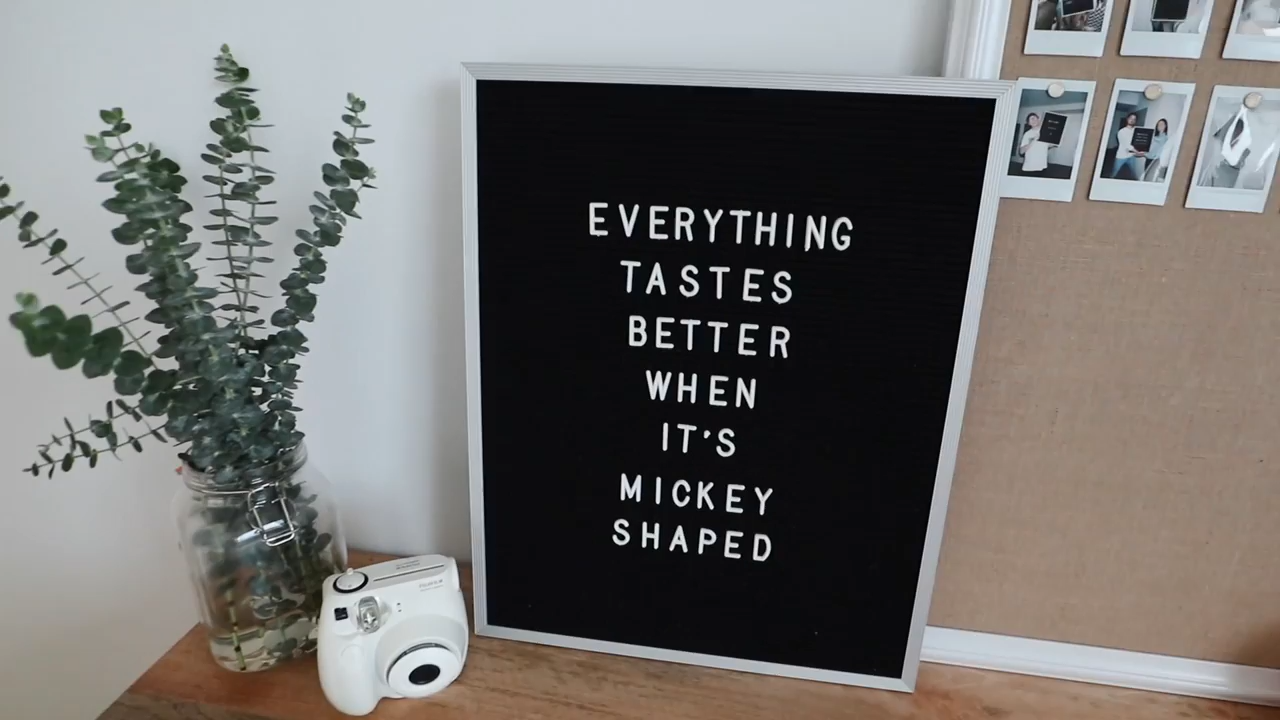 EVERYTHING
TASTES
BETTER
WHEN
IT'S
MICKEY
SHAPED